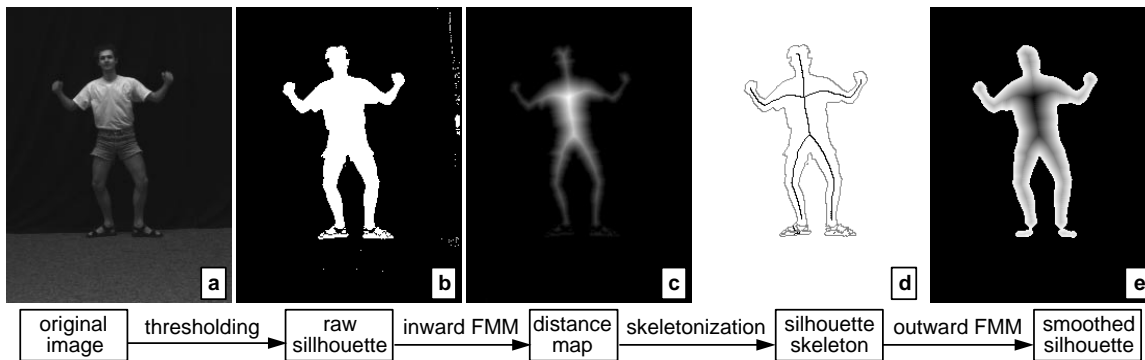 a
b
c
d
e
original
image
thresholding
raw
sillhouette
inward FMM
distance
map
skeletonization
silhouette
skeleton
outward FMM
smoothed
silhouette